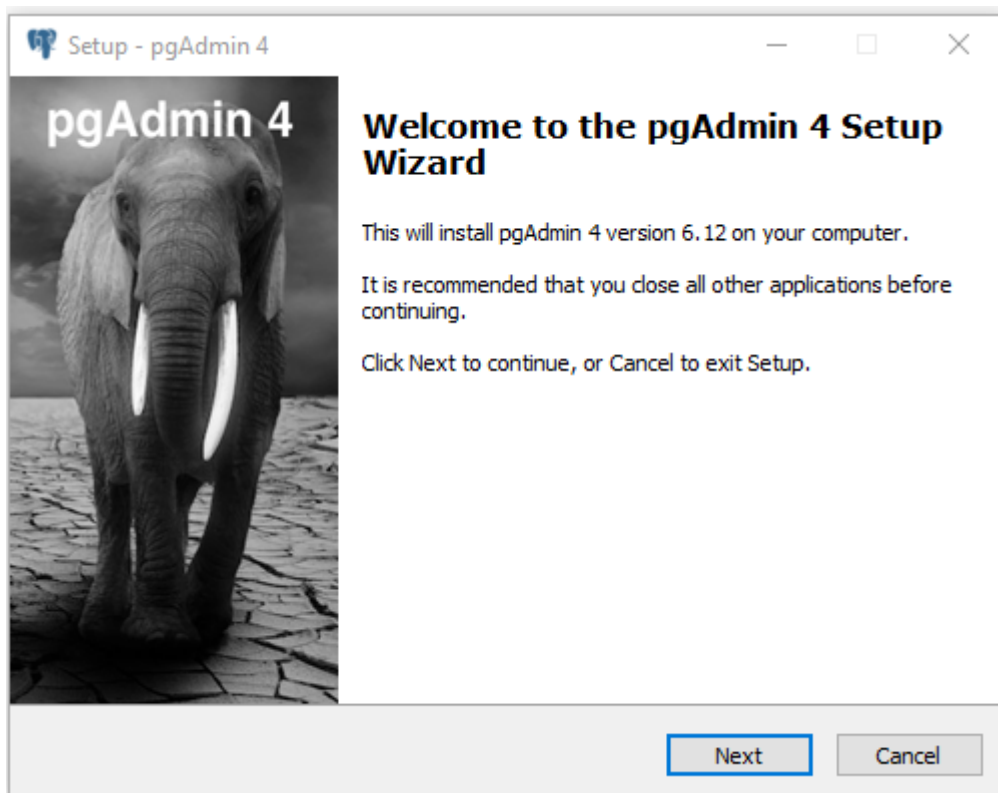 Setup - pgAdmin 4
pgAdmin 4
Welcome to the pgAdmin 4 Setup
Wizard
This will install pgAdmin 4 version 6.12 on your computer.
It is recommended that you close all other applications before
continuing.
Click Next to continue, or Cancel to exit Setup.
Next
Cancel